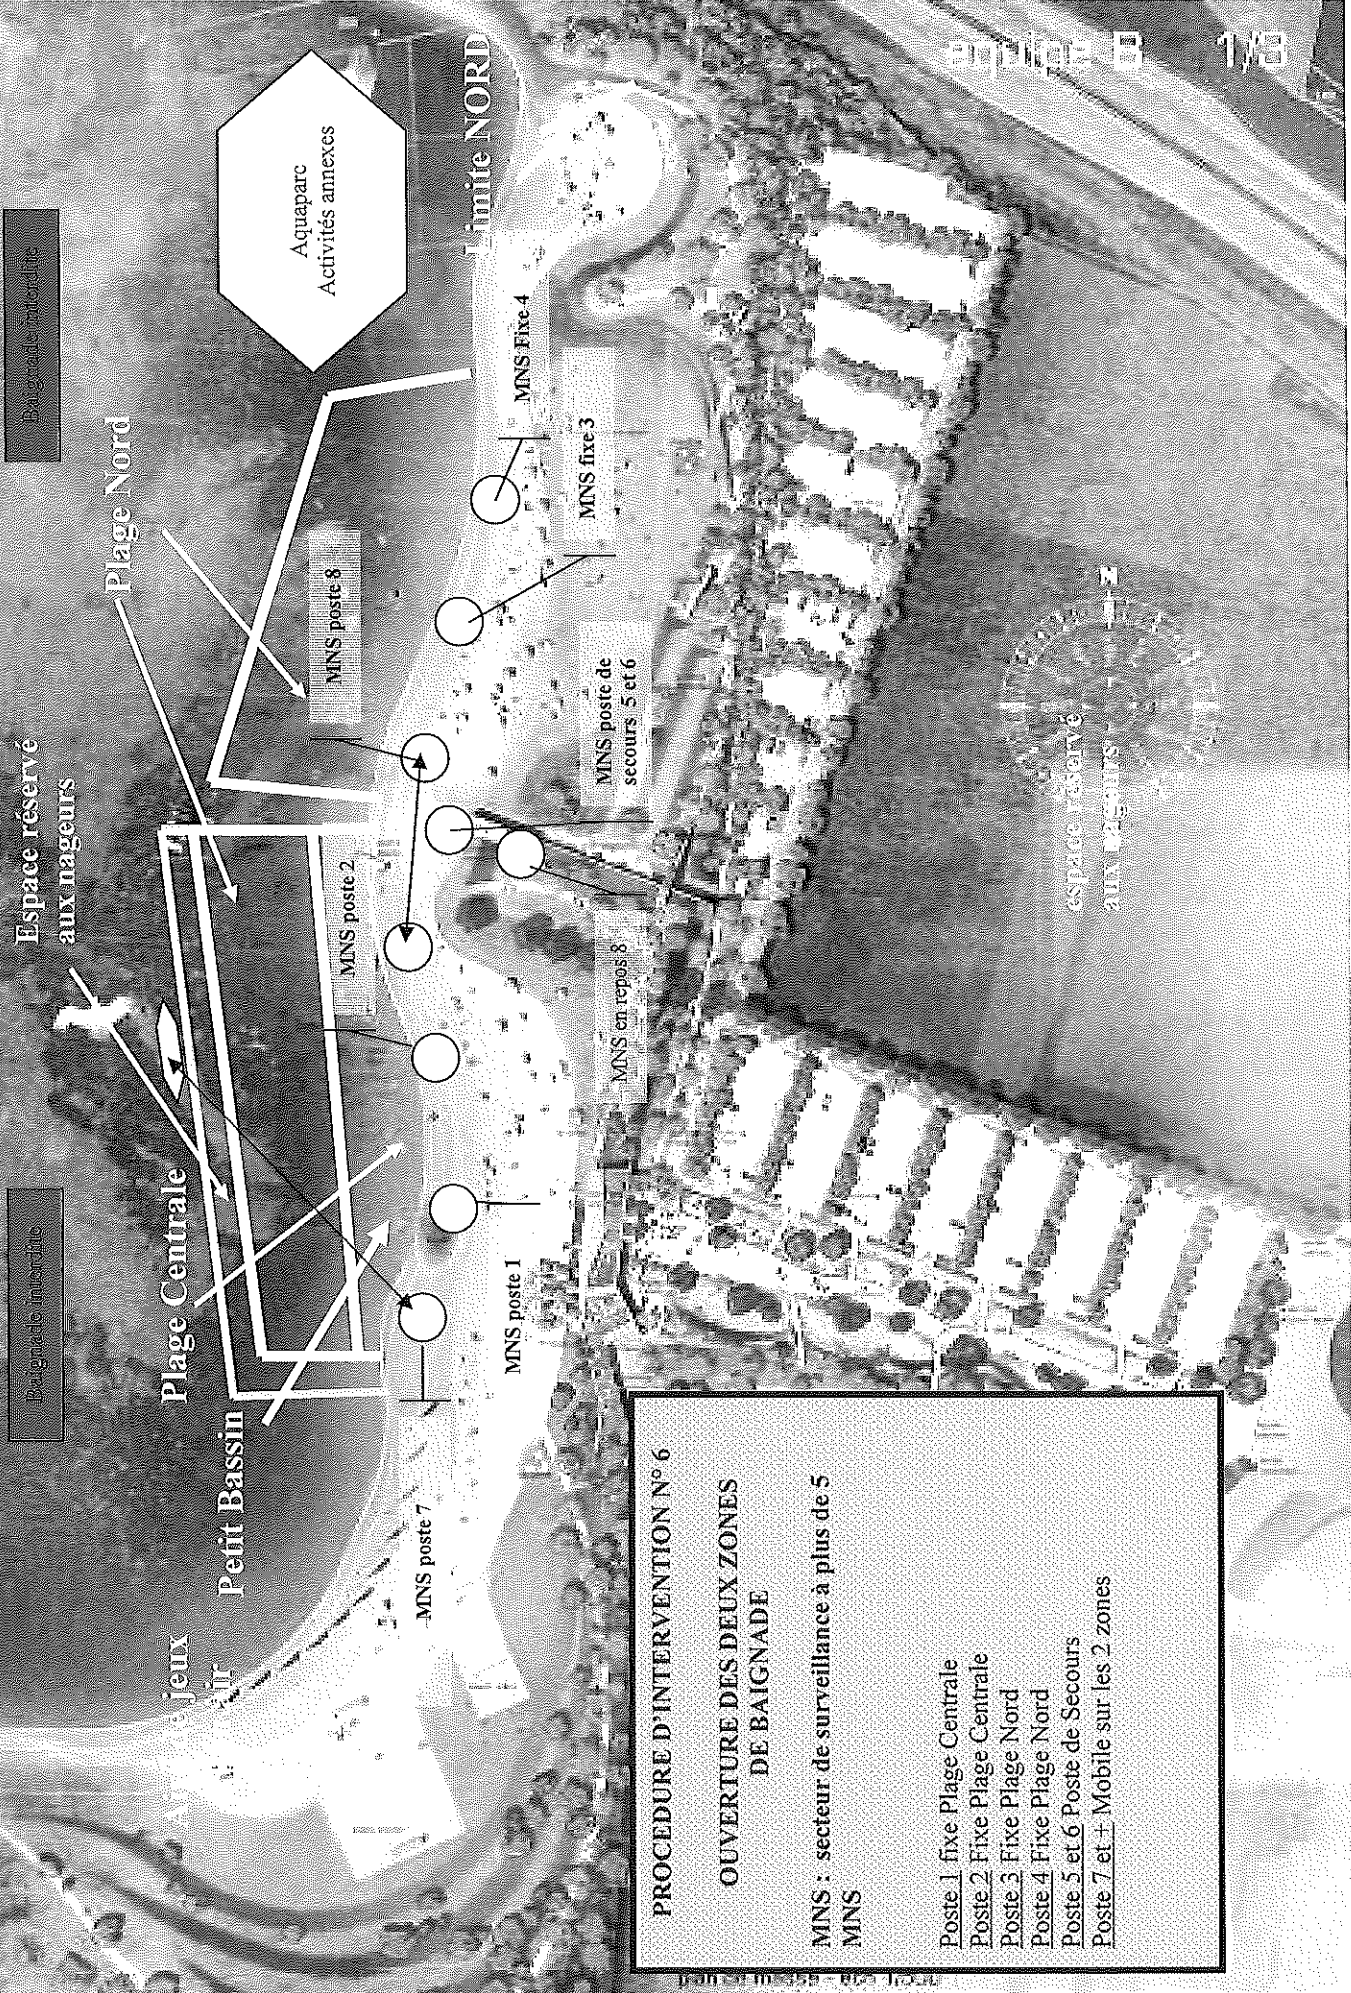 Baignade interdite
Baignade interdite
Espace réservé
aux nageurs
Plage Nord
Aquaparc
Activités annexes
Limite NORD
Plage Centrale
Petit Bassin
jeux
MNS poste 8
MNS poste 2
MNS Fixe 4
MNS fixe 3
MNS poste de
secours 5 et 6
MNS en repos 8
MNS poste 1
MNS poste 7
espace réservé
aux nageurs
équipe B 1/3
PROCEDURE D'INTERVENTION N° 6
OUVERTURE DES DEUX ZONES
DE BAIGNADE
MNS : secteur de surveillance à plus de 5
MNS
Poste 1 fixe Plage Centrale
Poste 2 Fixe Plage Centrale
Poste 3 Fixe Plage Nord
Poste 4 Fixe Plage Nord
Poste 5 et 6 Poste de Secours
Poste 7 et + Mobile sur les 2 zones